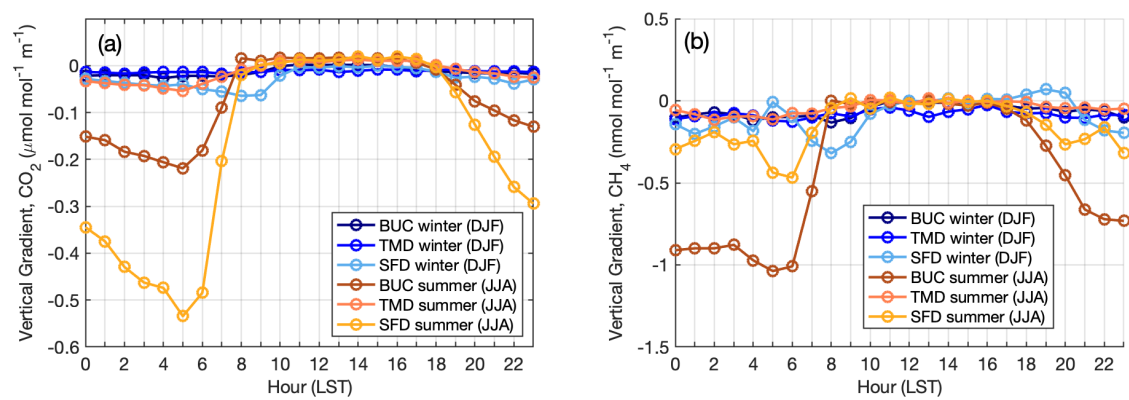 (a)
Vertical Gradient, CO2 (μmol mol-1 m-1)
0
-0.1
-0.2
-0.3
-0.4
-0.5
-0.6
BUC winter (DJF)
TMD winter (DJF)
SFD winter (DJF)
BUC summer (JJA)
TMD summer (JJA)
SFD summer (JJA)
0 2 4 6 8 10 12 14 16 18 20 22
Hour (LST)
(b)
Vertical Gradient, CH4 (nmol mol-1 m-1)
0.5
0
-0.5
-1
-1.5
BUC winter (DJF)
TMD winter (DJF)
SFD winter (DJF)
BUC summer (JJA)
TMD summer (JJA)
SFD summer (JJA)
0 2 4 6 8 10 12 14 16 18 20 22
Hour (LST)